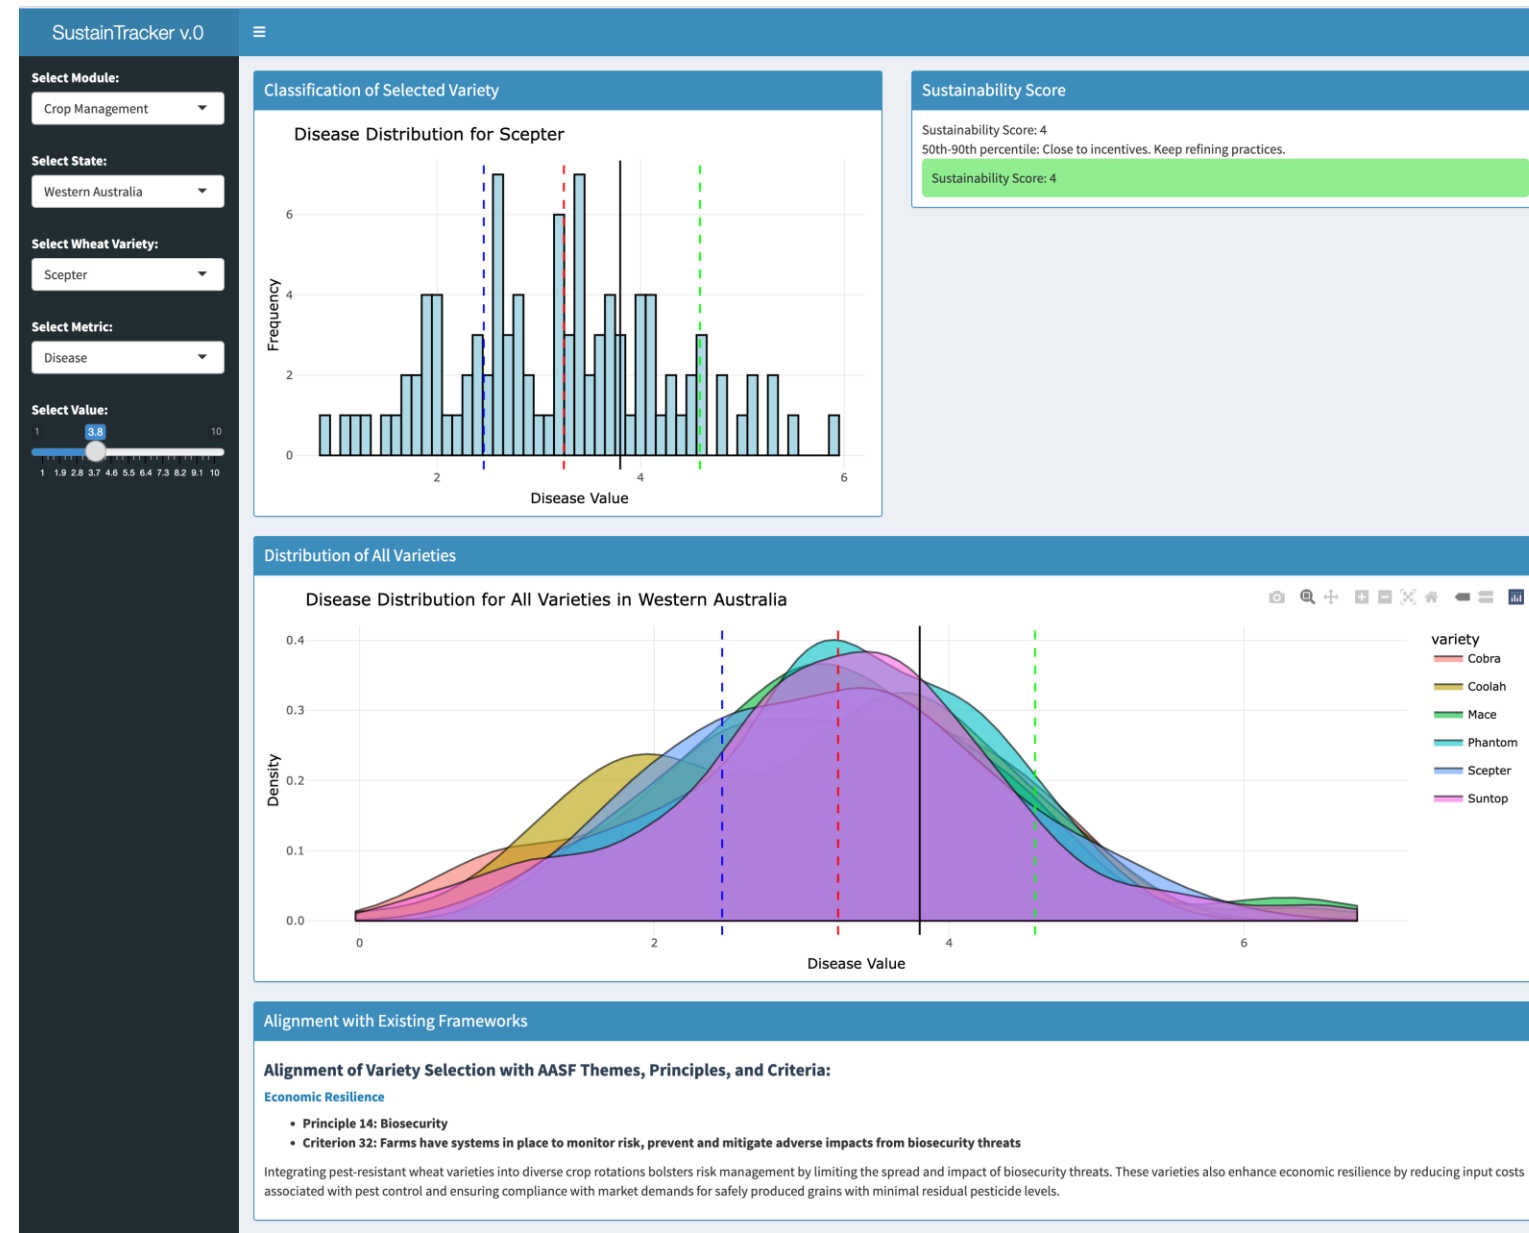 SustainTracker v.0
Select Module:
Crop Management
Select State:
Western Australia
Select Wheat Variety:
Scepter
Select Metric:
Disease
Select Value:
1 3.8 10
1 1.9 2.8 3.7 4.6 5.5 6.4 7.3 8.2 9.1 10
Classification of Selected Variety
Disease Distribution for Scepter
Frequency
6
4
2
0
2 4 6
Disease Value
Sustainability Score
Sustainability Score: 4
50th-90th percentile: Close to incentives. Keep refining practices.
Sustainability Score: 4
Distribution of All Varieties
Disease Distribution for All Varieties in Western Australia
Density
0.4
0.3
0.2
0.1
0.0
0 2 4 6
Disease Value
variety
Cobra
Coolah
Mace
Phantom
Scepter
Suntop
Alignment with Existing Frameworks
Alignment of Variety Selection with AASF Themes, Principles, and Criteria:
Economic Resilience
• Principle 14: Biosecurity
• Criterion 32: Farms have systems in place to monitor risk, prevent and mitigate adverse impacts from biosecurity threats
Integrating pest-resistant wheat varieties into diverse crop rotations bolsters risk management by limiting the spread and impact of biosecurity threats. These varieties also enhance economic resilience by reducing input costs
associated with pest control and ensuring compliance with market demands for safely produced grains with minimal residual pesticide levels.